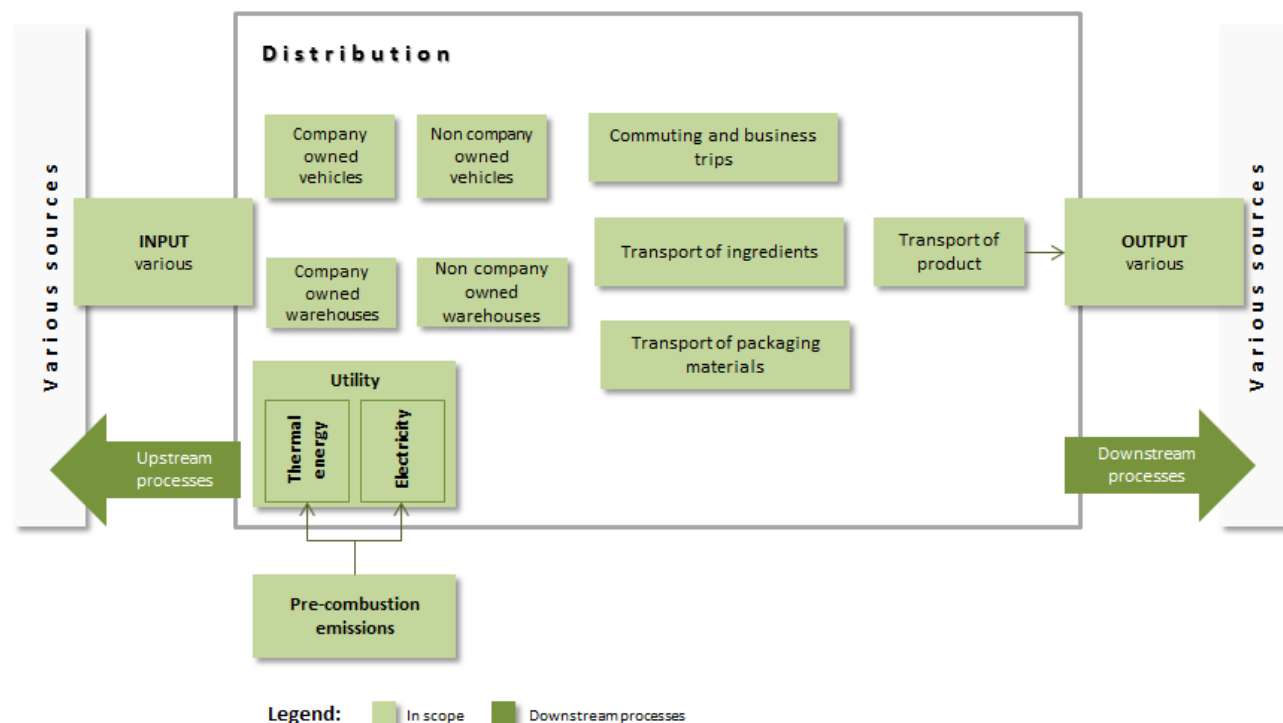 Distribution
Various sources
INPUT
various
Company
owned
vehicles
Non company
owned
vehicles
Commuting and business
trips
Company
owned
warehouses
Non company
owned
warehouses
Transport of ingredients
Transport of
product
OUTPUT
various
Various sources
Transport of packaging
materials
Utility
Thermal
energy
Electricity
Upstream
processes
Downstream
processes
Pre-combustion
emissions
Legend:
In scope
Downstream processes